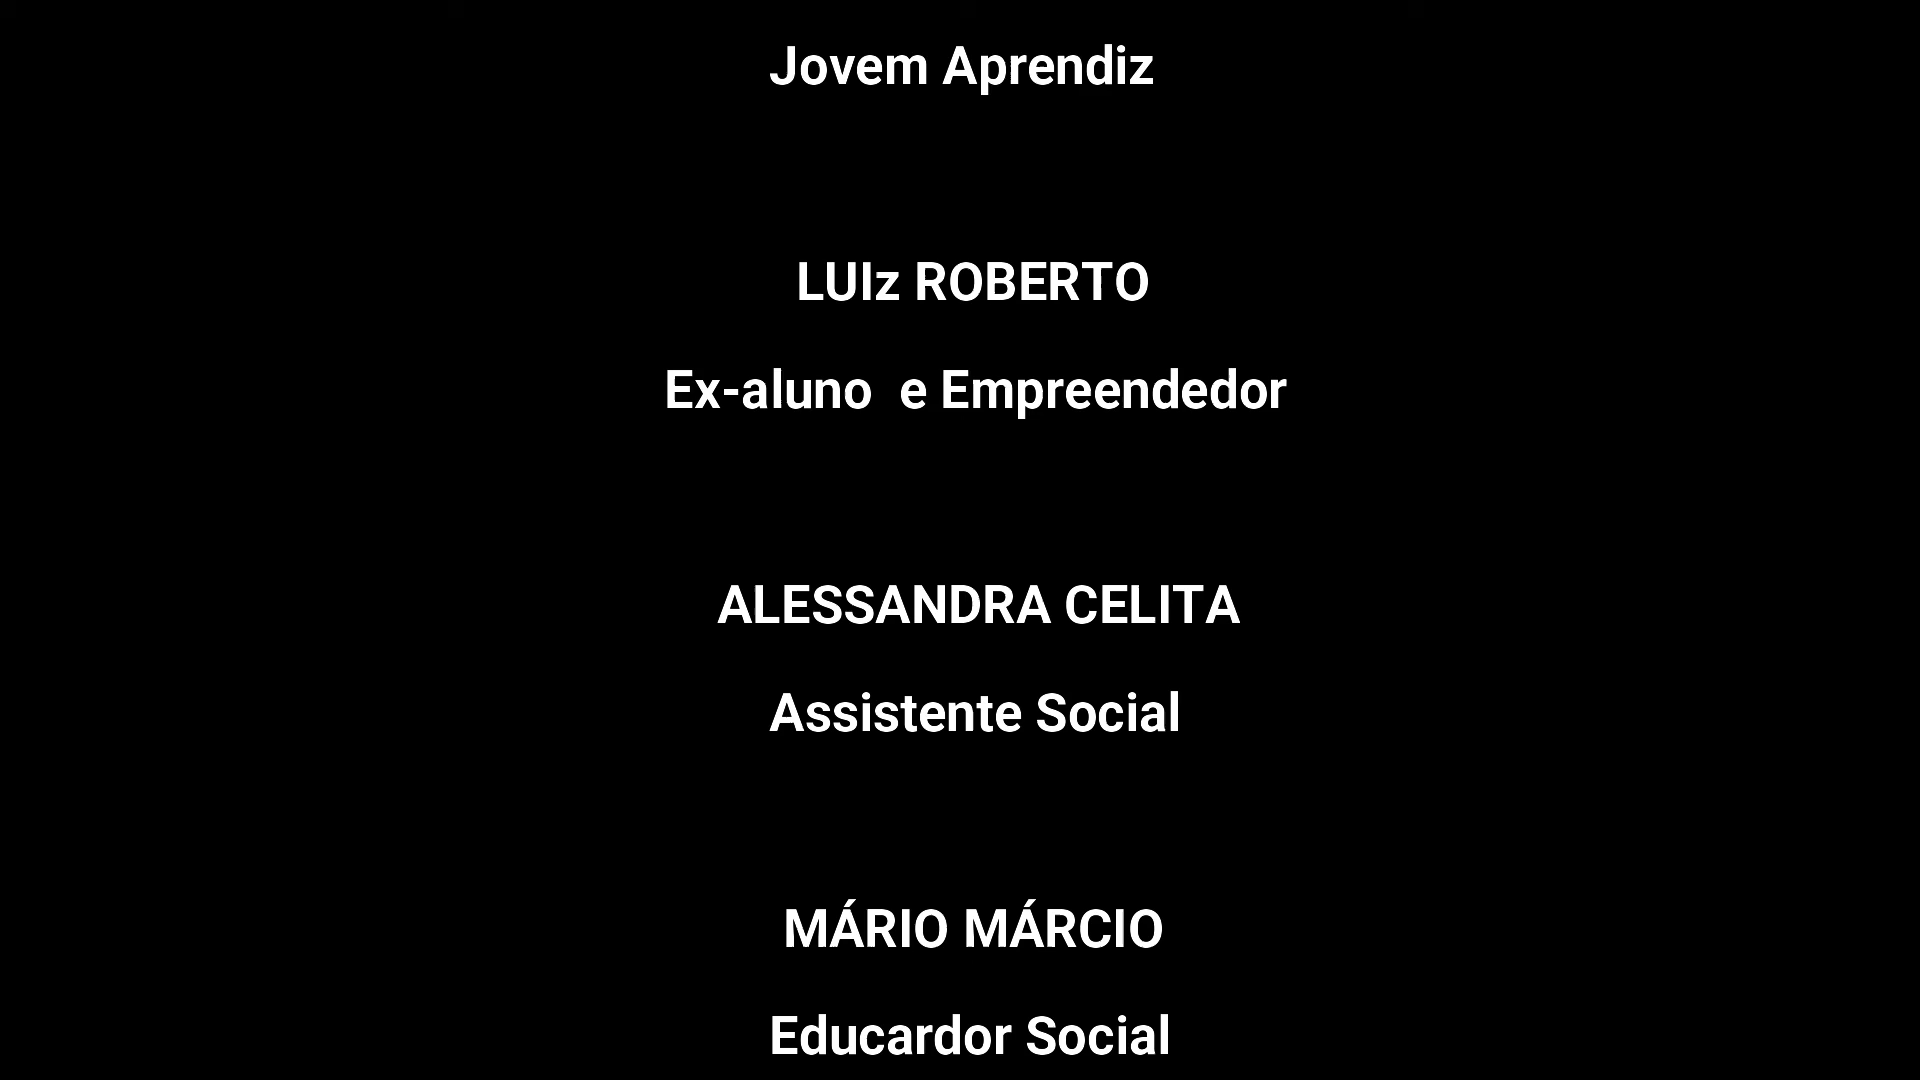 Jovem Aprendiz
LUIz ROBERTO
Ex-aluno  e Empreendedor
ALESSANDRA CELITA
Assistente Social
MÁRIO MÁRCIO
Educardor Social